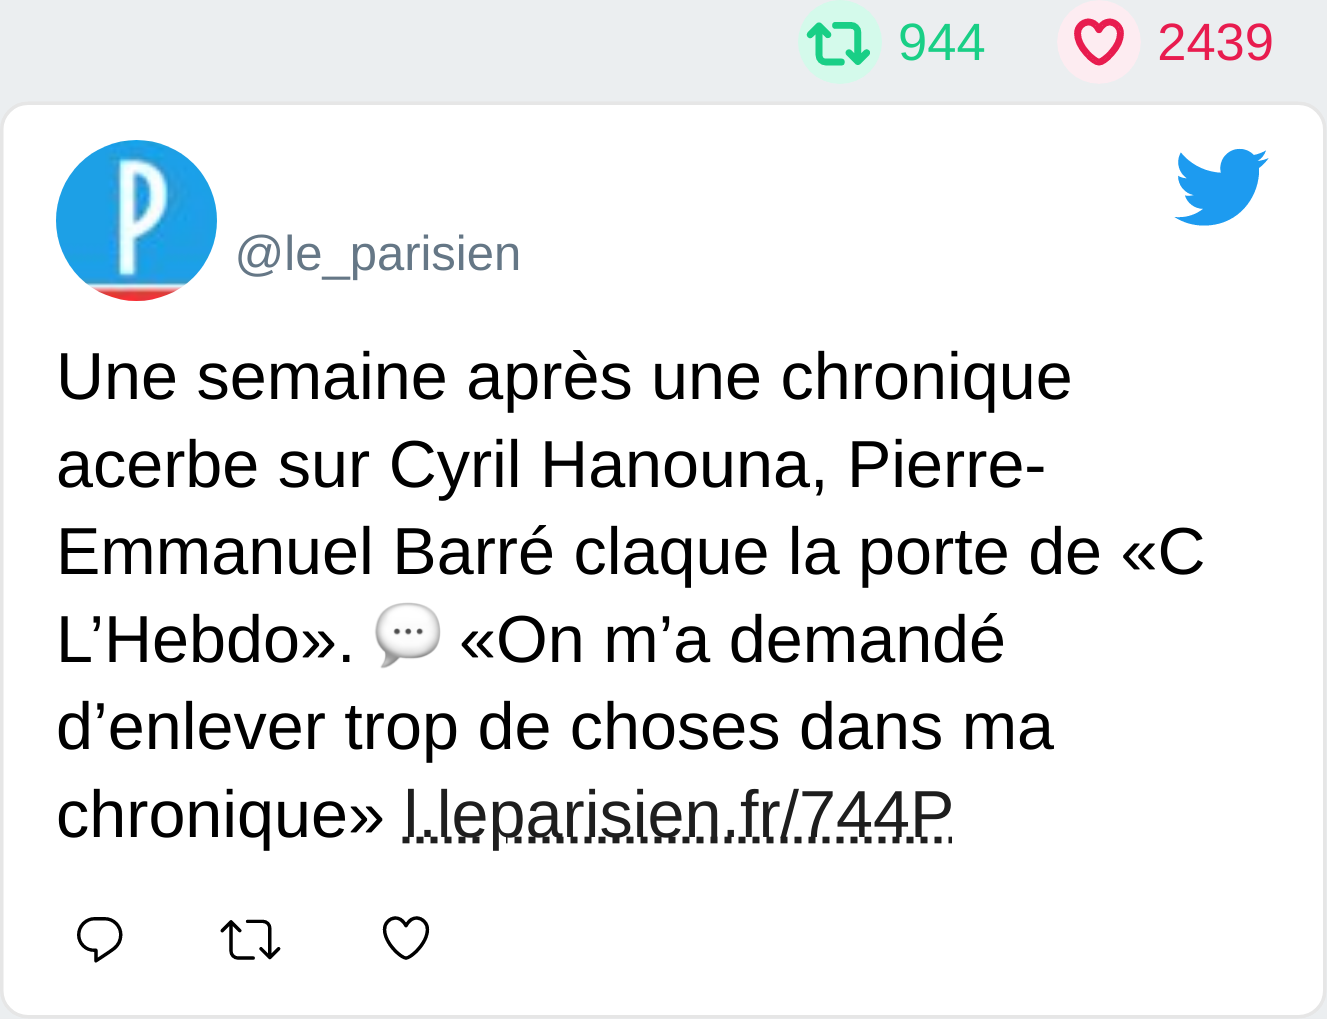 944 2439
P
@le_parisien
Une semaine après une chronique
acerbe sur Cyril Hanouna, Pierre-
Emmanuel Barré claque la porte de «C
L’Hebdo». 💬 «On m’a demandé
d’enlever trop de choses dans ma
chronique» l.leparisien.fr/744P